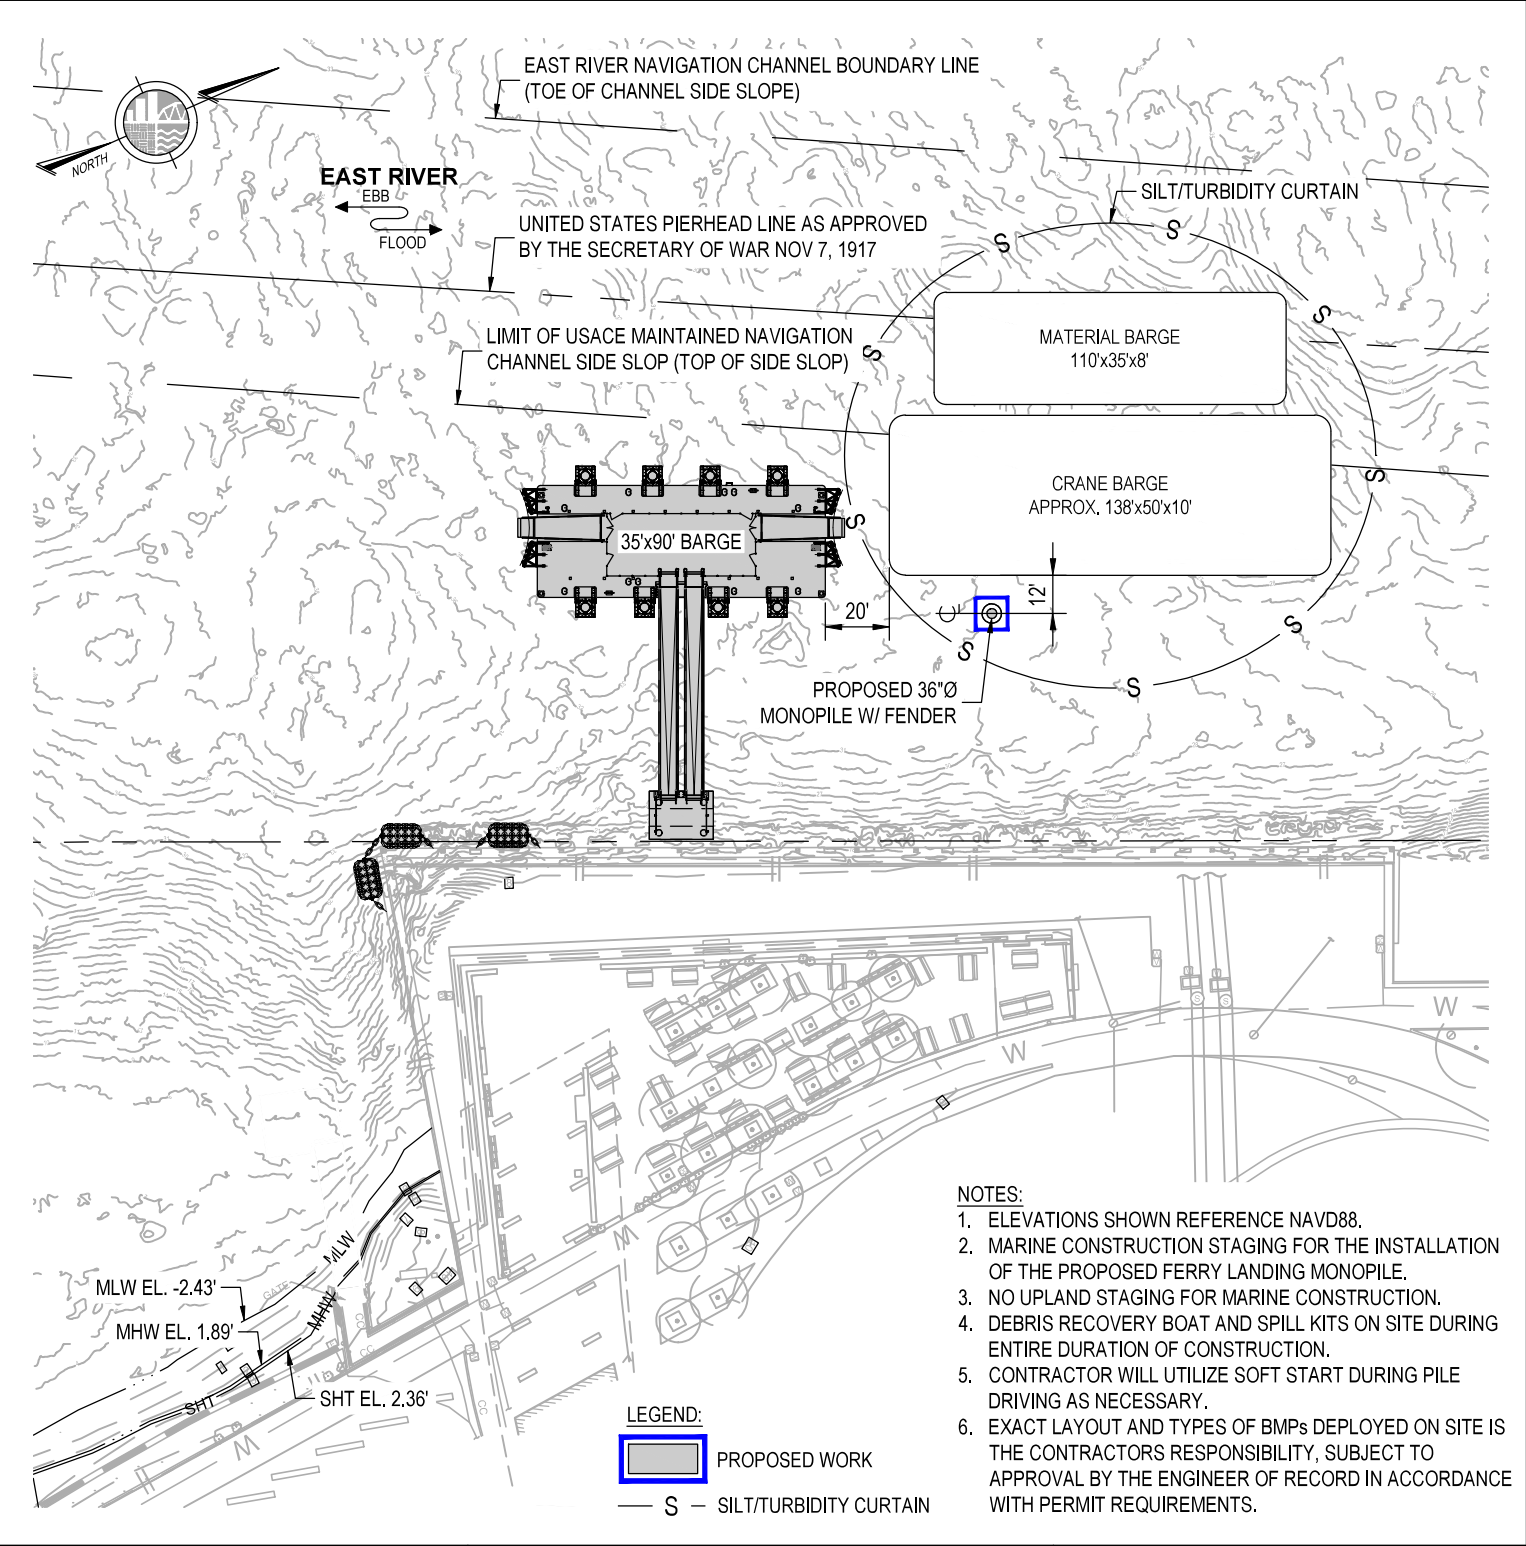 EAST RIVER NAVIGATION CHANNEL BOUNDARY LINE
(TOE OF CHANNEL SIDE SLOPE)
NORTH
EAST RIVER
EBB
FLOOD
SILT/TURBIDITY CURTAIN
UNITED STATES PIERHEAD LINE AS APPROVED
BY THE SECRETARY OF WAR NOV 7, 1917
S
S
S
S
S
S
S
S
S
LIMIT OF USACE MAINTAINED NAVIGATION
CHANNEL SIDE SLOP (TOP OF SIDE SLOP)
MATERIAL BARGE
110'x35'x8'
CRANE BARGE
APPROX. 138'x50'x10'
G
G G
G
G
35'x90' BARGE
G
G G
G
G
20'
12'
PROPOSED 36"Ø
MONOPILE W/ FENDER
W
W
W
W
S
S
MLW
MHW
GATE
CC
CC
CC
CC
MLW EL. -2.43'
MHW EL. 1.89'
SHT EL. 2.36'
SHT
LEGEND:
PROPOSED WORK
S SILT/TURBIDITY CURTAIN
NOTES:
1. ELEVATIONS SHOWN REFERENCE NAVD88.
2. MARINE CONSTRUCTION STAGING FOR THE INSTALLATION
OF THE PROPOSED FERRY LANDING MONOPILE.
3. NO UPLAND STAGING FOR MARINE CONSTRUCTION.
4. DEBRIS RECOVERY BOAT AND SPILL KITS ON SITE DURING
ENTIRE DURATION OF CONSTRUCTION.
5. CONTRACTOR WILL UTILIZE SOFT START DURING PILE
DRIVING AS NECESSARY.
6. EXACT LAYOUT AND TYPES OF BMPs DEPLOYED ON SITE IS
THE CONTRACTORS RESPONSIBILITY, SUBJECT TO
APPROVAL BY THE ENGINEER OF RECORD IN ACCORDANCE
WITH PERMIT REQUIREMENTS.